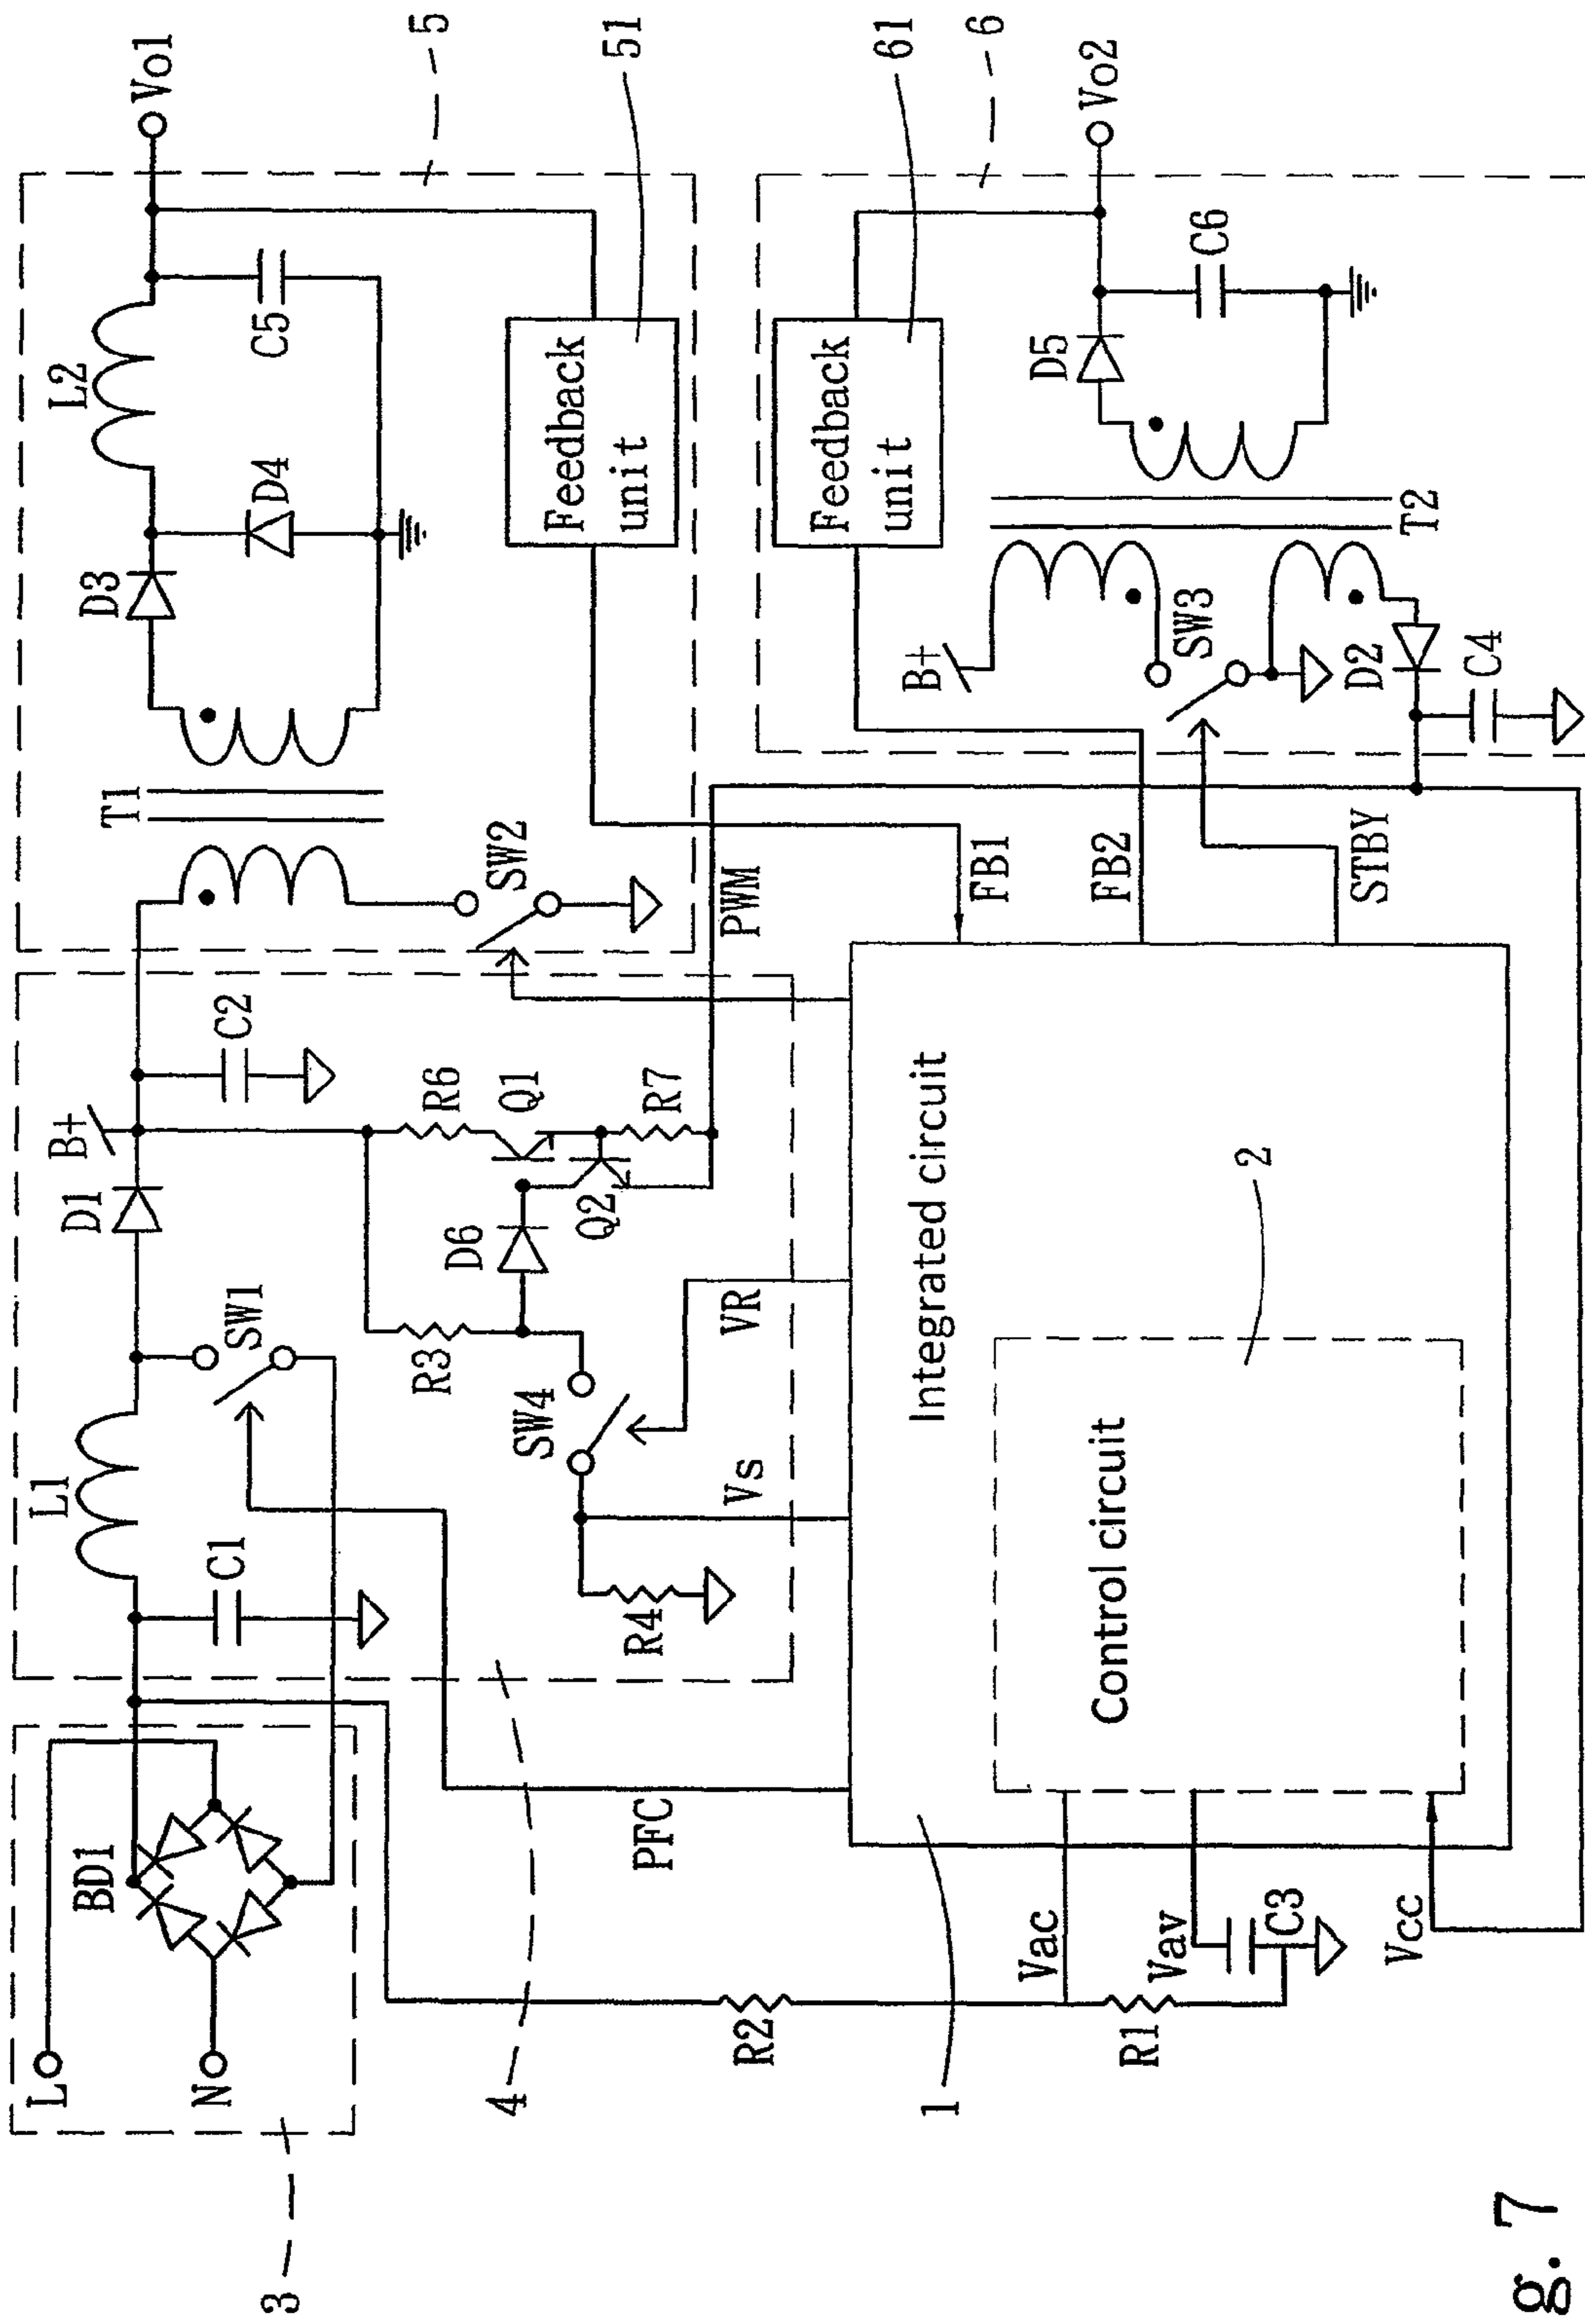 L
N
BD1
3
L1
C1
SW1
D1
B+
C2
R3
R4
SW4
D6
R6
Q1
Q2
R7
Vs
VR
PFC
PWM
4
T1
D3
D4
L2
C5
Vo1
5
SW2
Feedback
unit
51
Feedback
unit
61
6
B+
SW3
T2
D5
C6
Vo2
D2
C4
FB1
FB2
STBY
Integrated circuit
Control circuit
2
1
R2
R1
Vac
Vav
C3
Vcc
g. 7